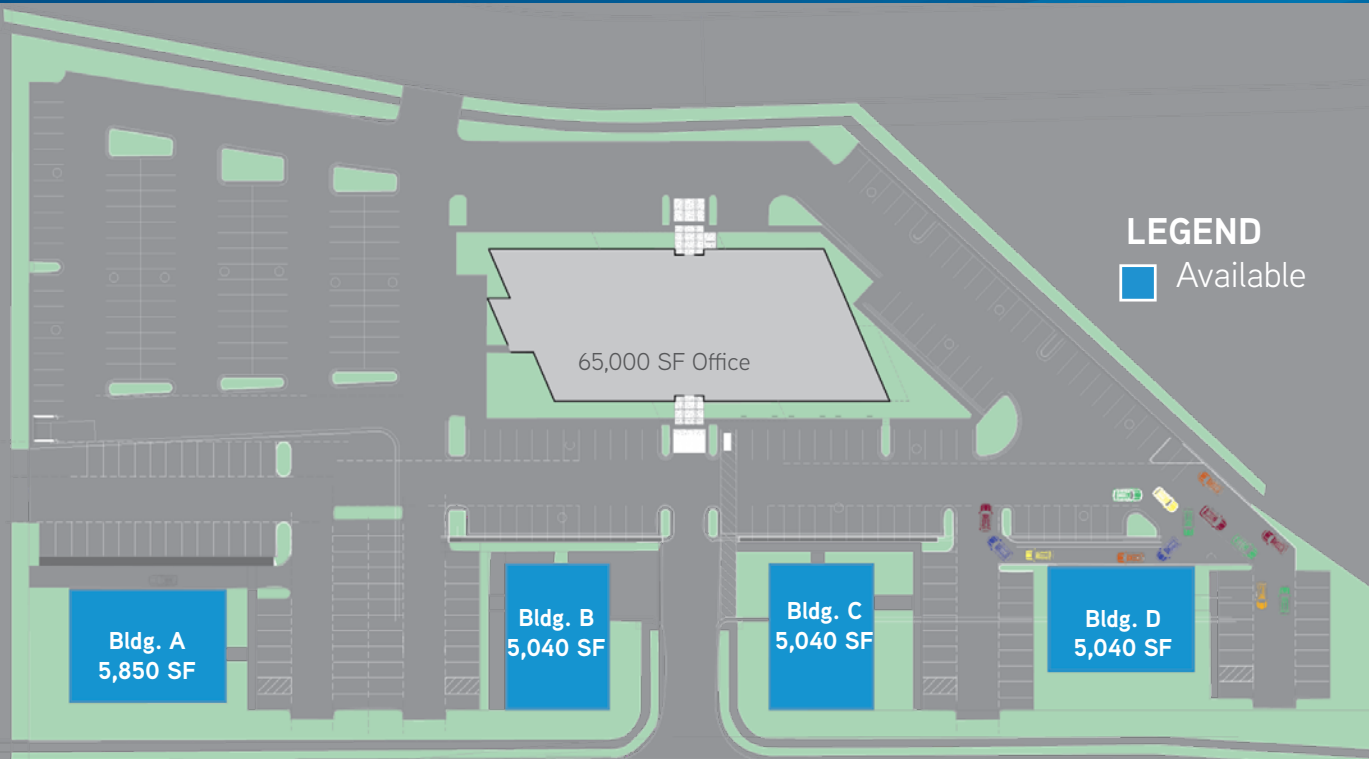 LEGEND
Available
65,000 SF Office
Bldg. A
5,850 SF
Bldg. B
5,040 SF
Bldg. C
5,040 SF
Bldg. D
5,040 SF